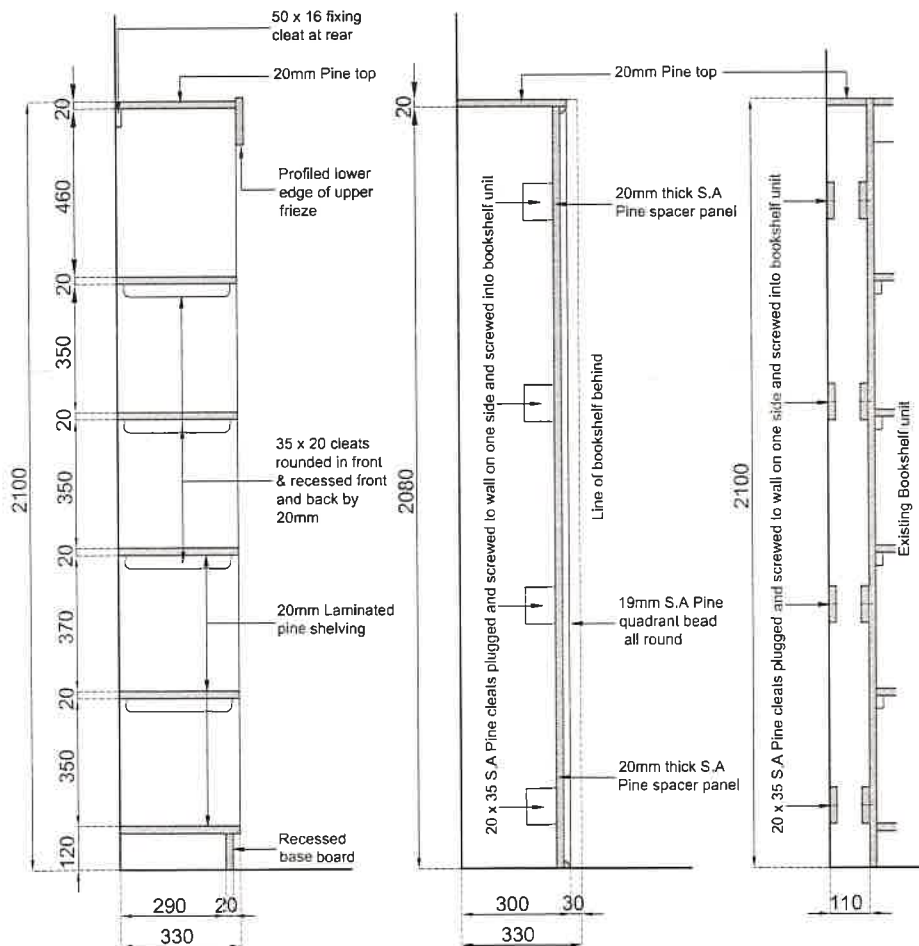 50 x 16 fixing
cleat at rear
20mm Pine top
20
460
20
350
20
350
20
370
20
350
120
2100
Profiled lower
edge of upper
frieze
35 x 20 cleats
rounded in front
& recessed front
and back by
20mm
20mm Laminated
pine shelving
Recessed
base board
290
20
330
20mm Pine top
20
2080
20 x 35 S.A Pine cleats plugged and screwed to wall on one side and screwed into bookshelf unit
20mm thick S.A
Pine spacer panel
Line of bookshelf behind
19mm S.A Pine
quadrant bead
all round
20mm thick S.A
Pine spacer panel
300
30
330
2100
20 x 35 S.A Pine cleats plugged and screwed to wall on one side and screwed into bookshelf unit
Existing Bookshelf unit
110